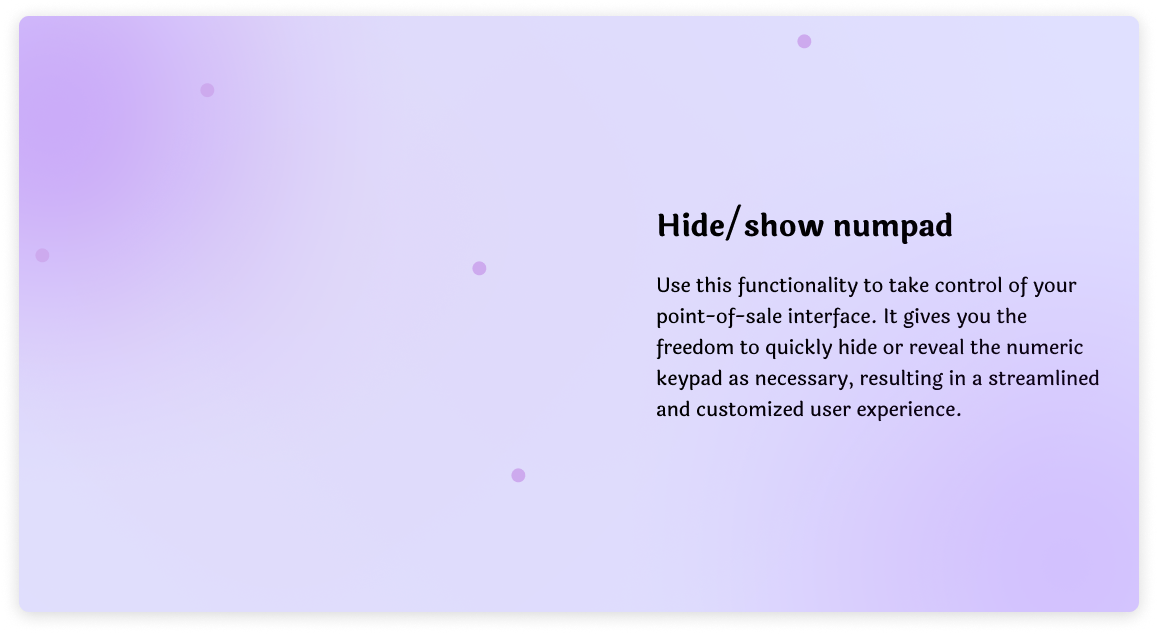 Hide/show numpad
Use this functionality to take control of your
point-of-sale interface. It gives you the
freedom to quickly hide or reveal the numeric
keypad as necessary, resulting in a streamlined
and customized user experience.